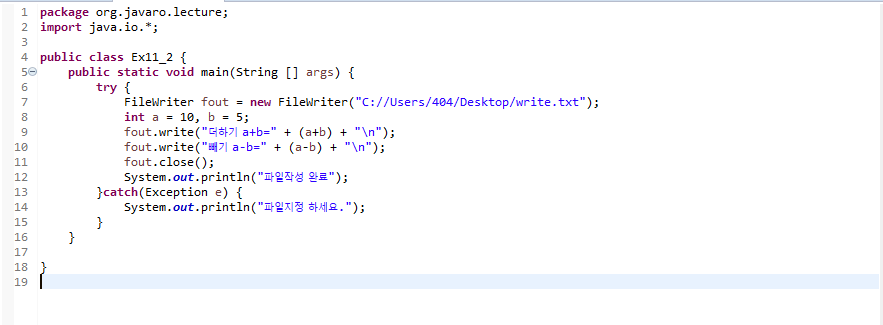 1 package org.javaro.lecture;
2 import java.io.*;
3
4 public class Ex11_2 {
5 public static void main(String [] args) {
6 try {
7 FileWriter fout = new FileWriter("C://Users/404/Desktop/write.txt");
8 int a = 10, b = 5;
9 fout.write("더하기 a+b=" + (a+b) + "\n");
10 fout.write("빼기 a-b=" + (a-b) + "\n");
11 fout.close();
12 System.out.println("파일작성 완료");
13 }catch(Exception e) {
14 System.out.println("파일지정 하세요.");
15 }
16 }
17
18 }
19